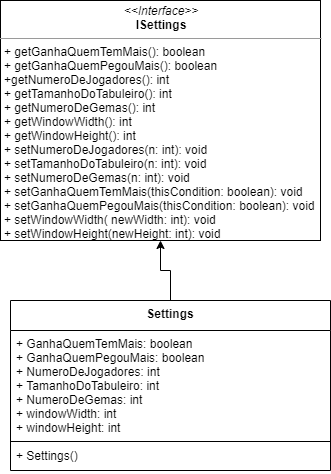 <<Interface>>
ISettings
+ getGanhaQuemTemMais(): boolean
+ getGanhaQuemPegouMais(): boolean
+getNumeroDeJogadores(): int
+ getTamanhoDoTabuleiro(): int
+ getNumeroDeGemas(): int
+ getWindowWidth(): int
+ getWindowHeight(): int
+ setNumeroDeJogadores(n: int): void
+ setTamanhoDoTabuleiro(n: int): void
+ setNumeroDeGemas(n: int): void
+ setGanhaQuemTemMais(thisCondition: boolean): void
+ setGanhaQuemPegouMais(thisCondition: boolean): void
+ setWindowWidth( newWidth: int): void
+ setWindowHeight(newHeight: int): void
Settings
+ GanhaQuemTemMais: boolean
+ GanhaQuemPegouMais: boolean
+ NumeroDeJogadores: int
+ TamanhoDoTabuleiro: int
+ NumeroDeGemas: int
+ windowWidth: int
+ windowHeight: int
+ Settings()